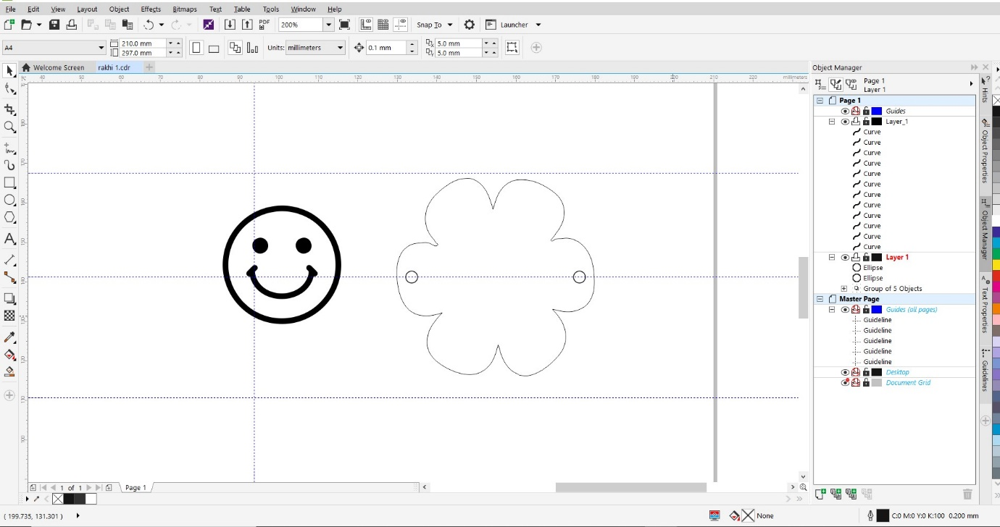 File Edit View Layout Object Effects Bitmaps Text Table Tools Window Help
PDF 200% Snap To Launcher
A4 210.0 mm 297.0 mm Units: millimeters 0.1 mm 5.0 mm 5.0 mm
Welcome Screen rakhi 1.cdr
40 50 60 70 80 90 100 110 120 130 140 150 160 170 180 190 200 210 220 millimeters
Object Manager
Page 1
Layer 1
Page 1
Guides
Layer_1
Curve
Curve
Curve
Curve
Curve
Curve
Curve
Curve
Curve
Curve
Curve
Curve
Layer 1
Ellipse
Ellipse
Group of 5 Objects
Master Page
Guides (all pages)
Guideline
Guideline
Guideline
Guideline
Guideline
Desktop
Document Grid
Hints
Object Properties
Object Manager
Text Properties
Guidelines
1 of 1 Page 1
( 199.735, 131.301 ) None C:0 M:0 Y:0 K:100 0.200 mm